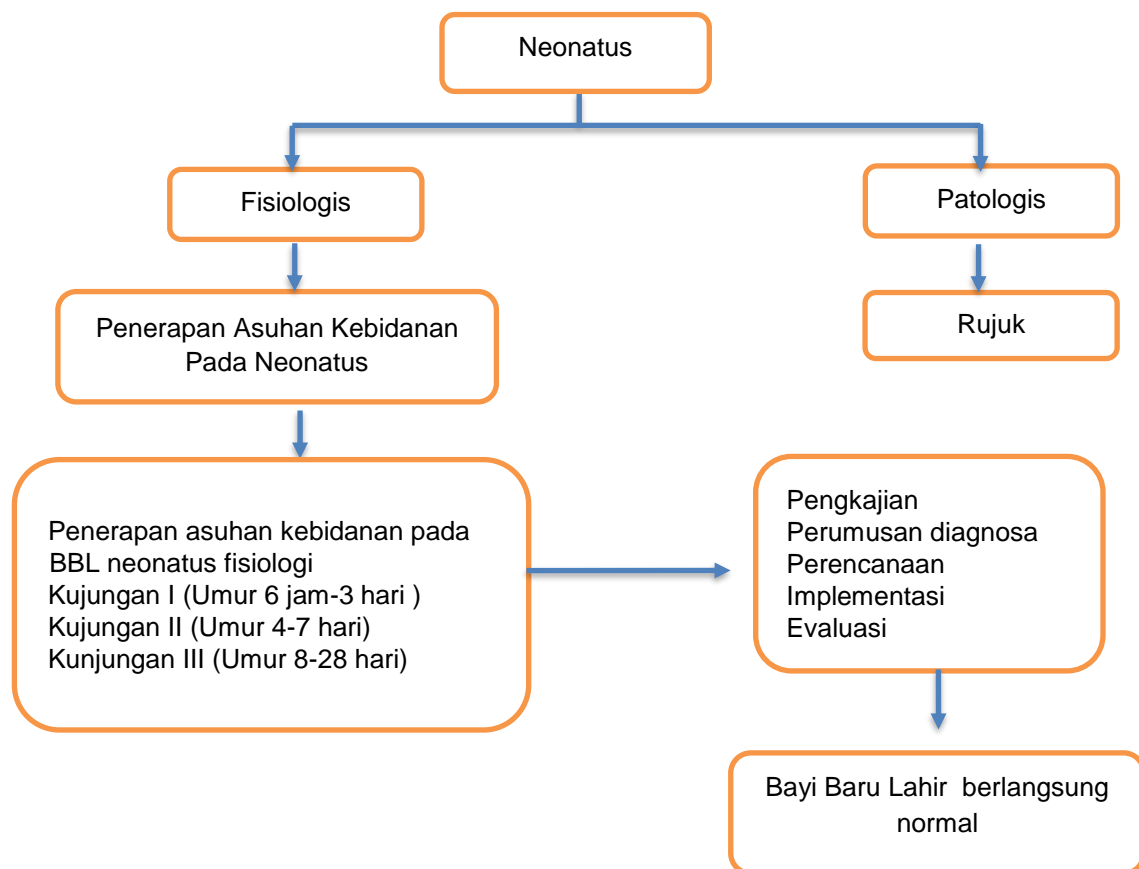 Neonatus
Fisiologis
Patologis
Penerapan Asuhan Kebidanan
Pada Neonatus
Rujuk
Penerapan asuhan kebidanan pada
BBL neonatus fisiologi
Kujungan I (Umur 6 jam-3 hari )
Kujungan II (Umur 4-7 hari)
Kunjungan III (Umur 8-28 hari)
Pengkajian
Perumusan diagnosa
Perencanaan
Implementasi
Evaluasi
Bayi Baru Lahir berlangsung
normal